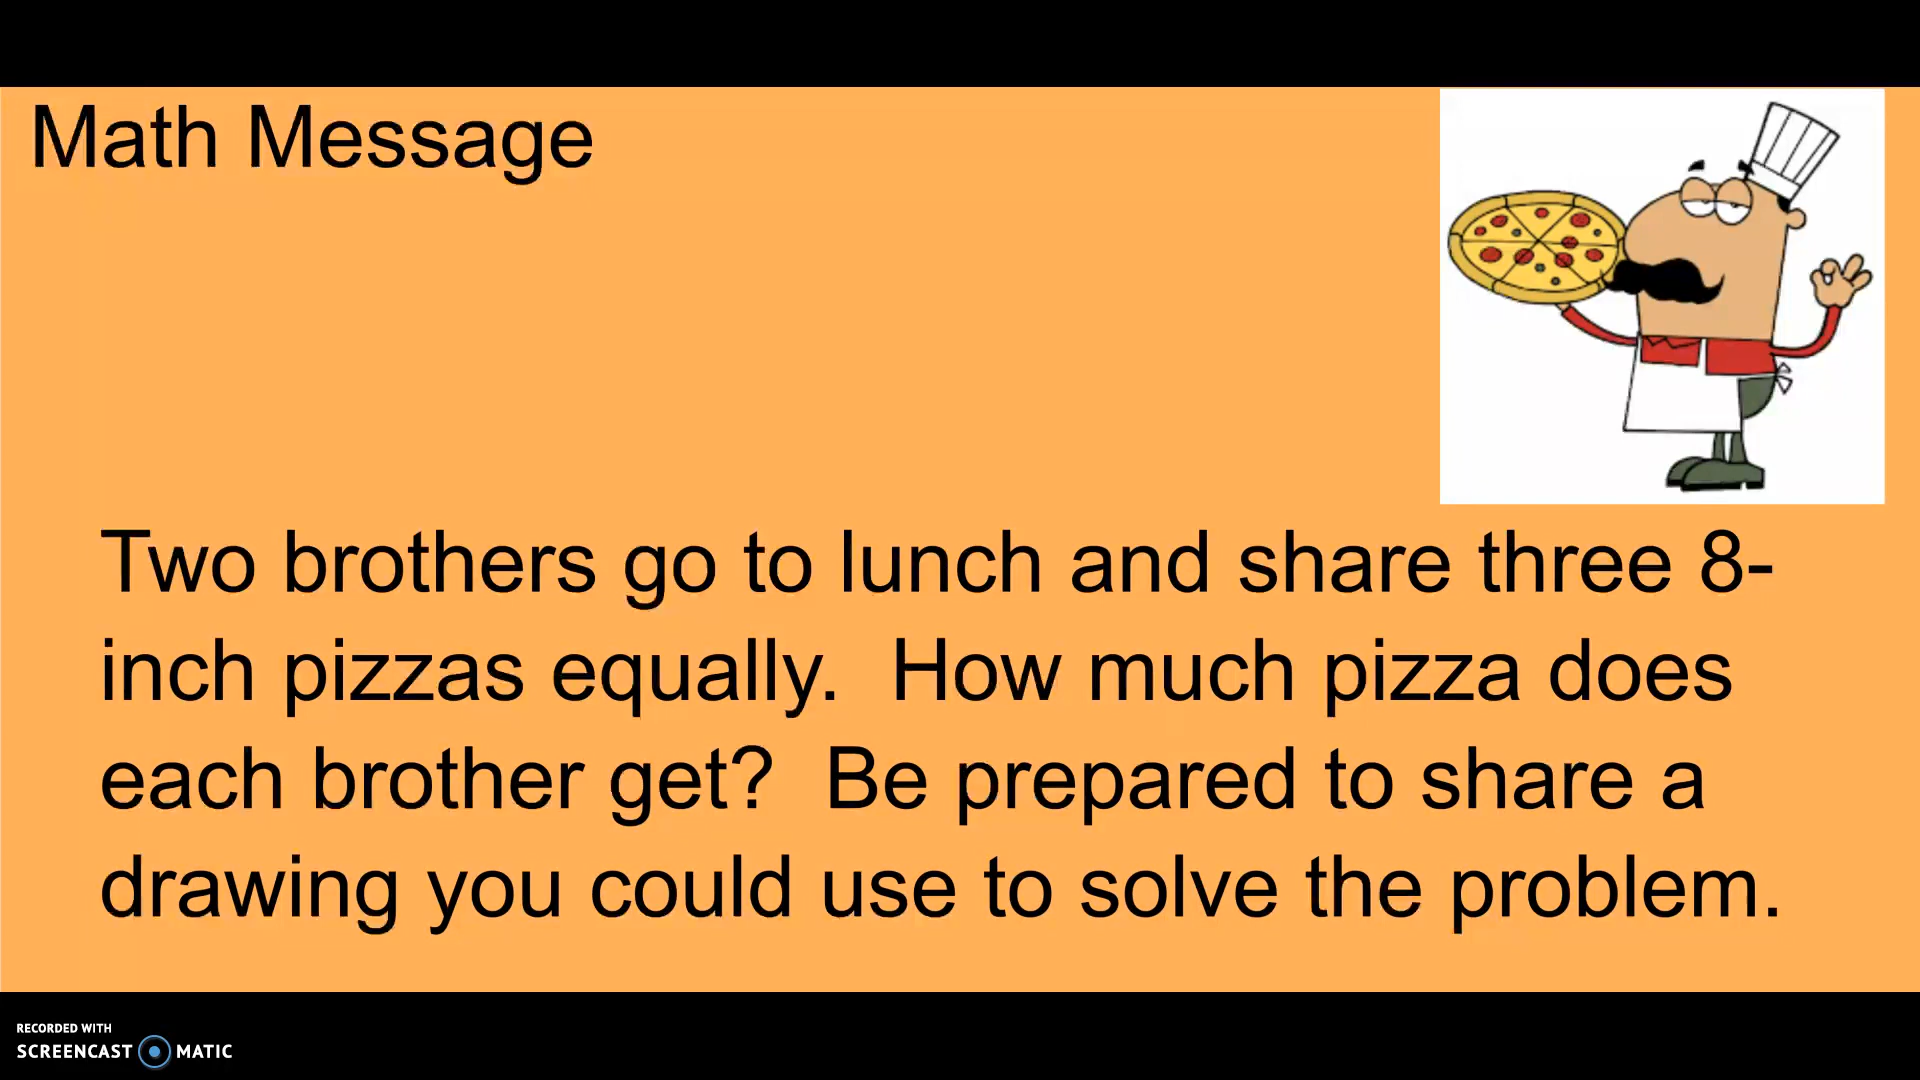 Math Message
Two brothers go to lunch and share three 8-
inch pizzas equally.  How much pizza does
each brother get?  Be prepared to share a
drawing you could use to solve the problem.
RECORDED WITH
SCREENCAST MATIC